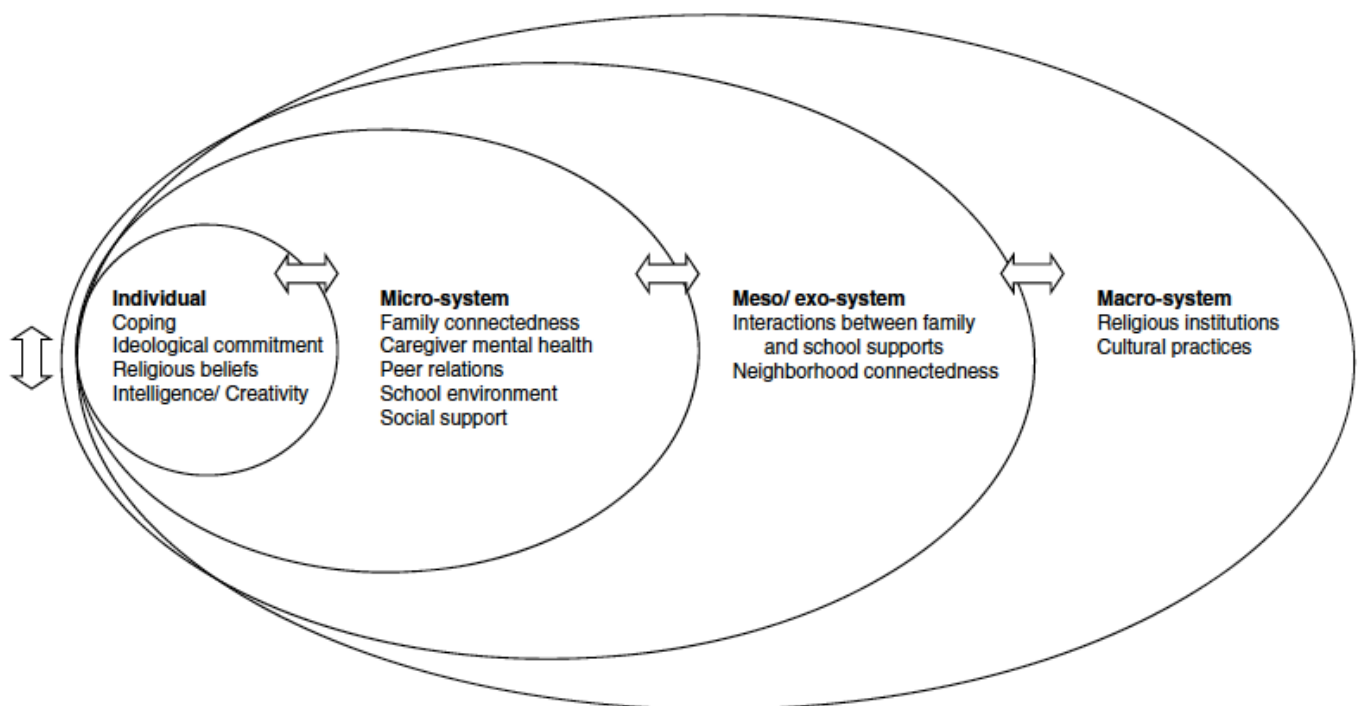 Individual
Coping
Ideological commitment
Religious beliefs
Intelligence/ Creativity
Micro-system
Family connectedness
Caregiver mental health
Peer relations
School environment
Social support
Meso/ exo-system
Interactions between family
and school supports
Neighborhood connectedness
Macro-system
Religious institutions
Cultural practices